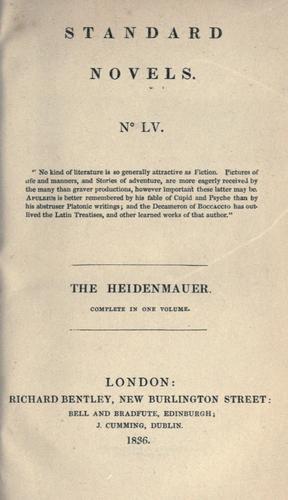 STANDARD
NOVELS.
No LV.
"No kind of literature is so generally attractive as Fiction. Pictures of
life and manners, and Stories of adventure, are more eagerly received by
the many than graver productions, however important these latter may be.
APULEIUS is better remembered by his fable of Cupid and Psyche than by
his abstruser Platonic writings; and the Decameron of BOCCACCIO has out-
lived the Latin Treatises, and other learned works of that author."
THE HEIDENMAUER.
COMPLETE IN ONE VOLUME.
LONDON:
RICHARD BENTLEY, NEW BURLINGTON STREET:
BELL AND BRADFUTE, EDINBURGH;
J. CUMMING, DUBLIN.
1836.